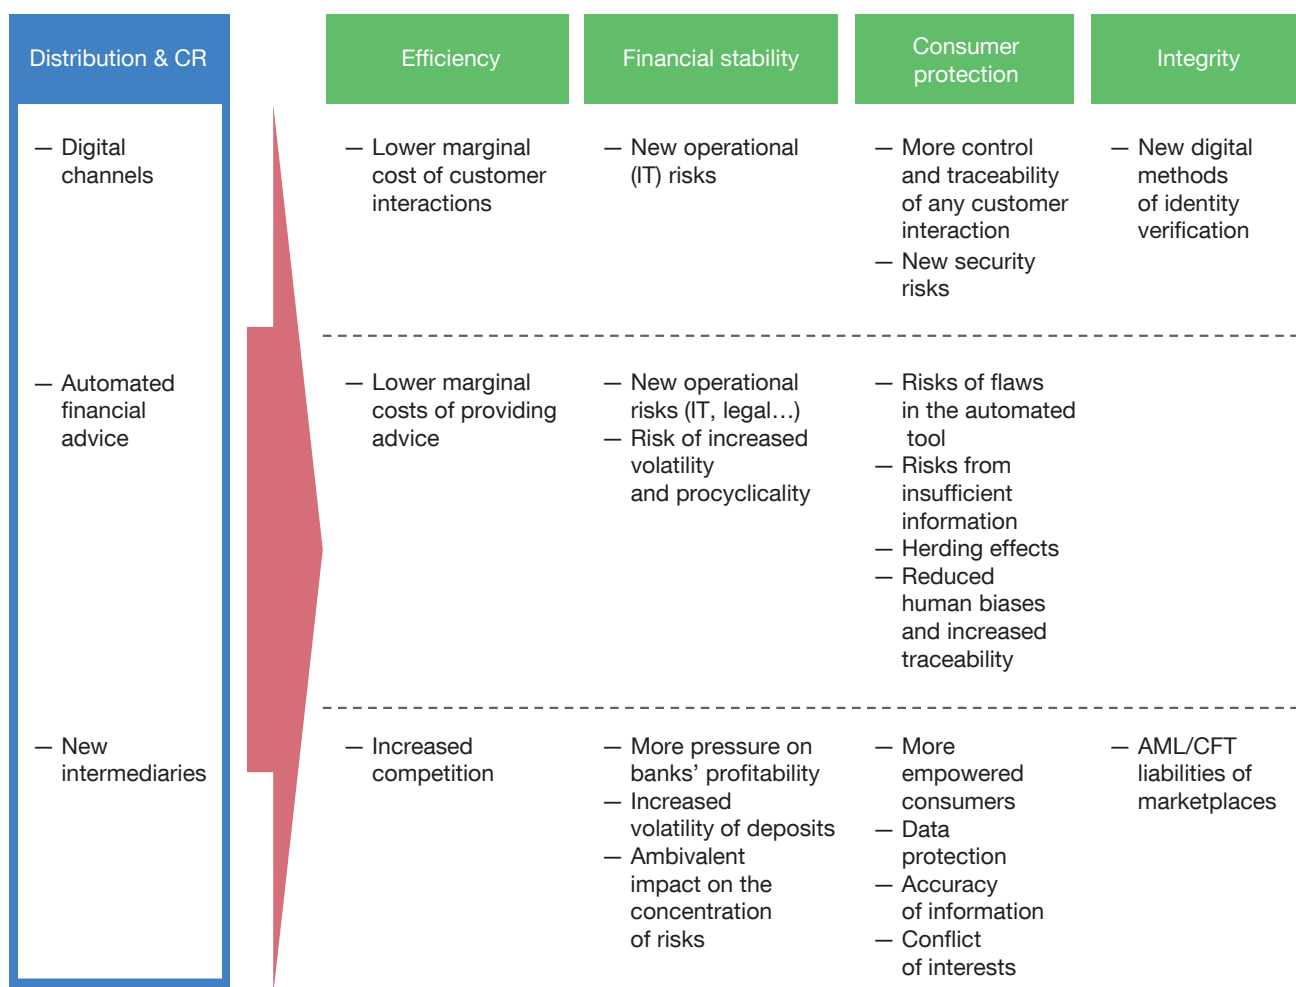 Distribution & CR
Efficiency
Financial stability
Consumer
protection
Integrity
— Digital
channels
— Lower marginal
cost of customer
interactions
— New operational
(IT) risks
— More control
and traceability
of any customer
interaction
— New security
risks
— New digital
methods
of identity
verification
— Automated
financial
advice
— Lower marginal
costs of providing
advice
— New operational
risks (IT, legal…)
— Risk of increased
volatility
and procyclicality
— Risks of flaws
in the automated
tool
— Risks from
insufficient
information
— Herding effects
— Reduced
human biases
and increased
traceability
— New
intermediaries
— Increased
competition
— More pressure on
banks’ profitability
— Increased
volatility of deposits
— Ambivalent
impact on the
concentration
of risks
— More
empowered
consumers
— Data
protection
— Accuracy
of information
— Conflict
of interests
— AML/CFT
liabilities of
marketplaces